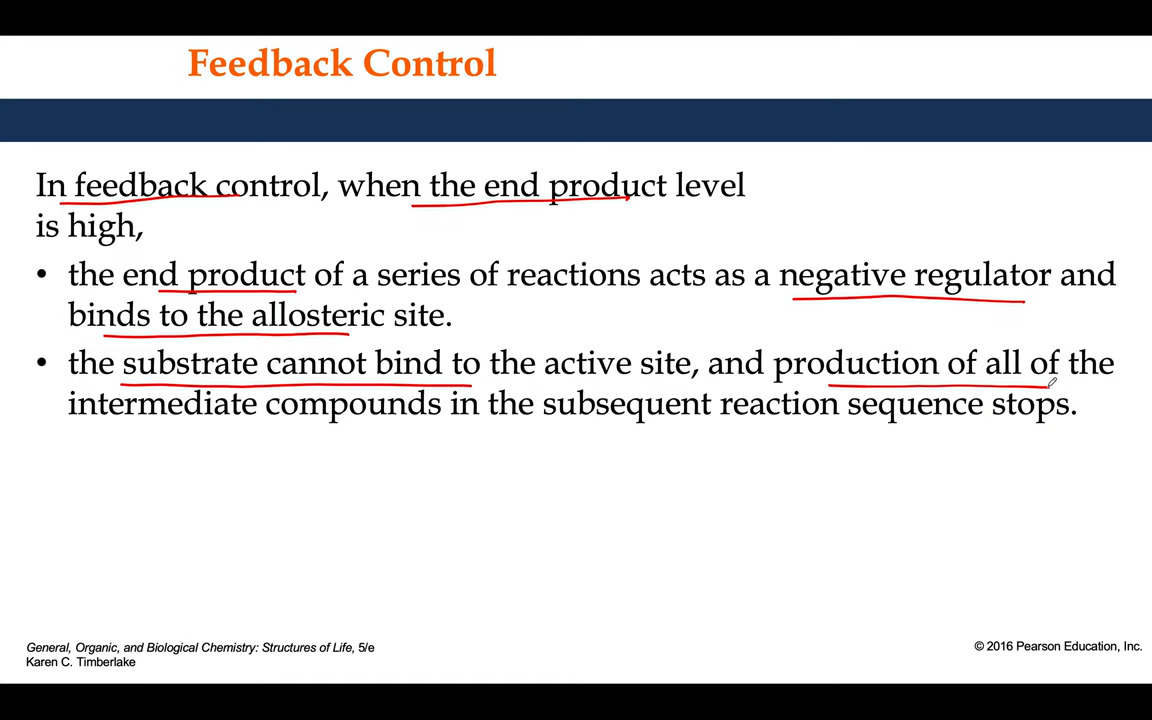 Feedback Control
In feedback control, when the end product level
is high,
• the end product of a series of reactions acts as a negative regulator and
binds to the allosteric site.
• the substrate cannot bind to the active site, and production of all of the
intermediate compounds in the subsequent reaction sequence stops.
General, Organic, and Biological Chemistry: Structures of Life, 5/e
Karen C. Timberlake
© 2016 Pearson Education, Inc.